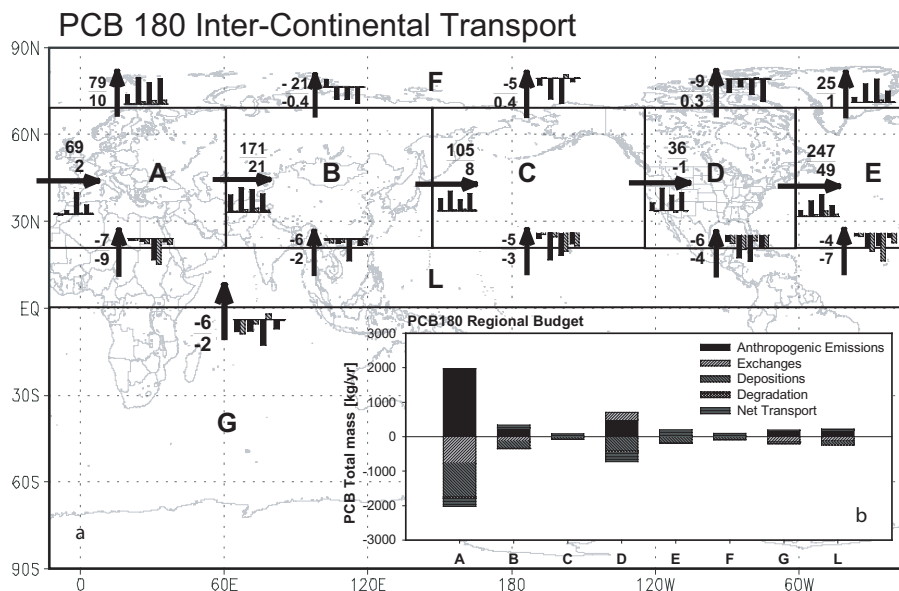 PCB 180 Inter-Continental Transport
90N
60N
30N
EQ
30S
60S
90S
0
60E
120E
180
120W
60W
79
10
-21
-0.4
F
-5
0.4
-9
0.3
25
1
69
2
A
171
21
B
105
8
C
36
-1
D
247
49
E
-7
-9
-6
-2
-5
-3
-6
-4
-4
-7
L
-6
-2
G
a
PCB180 Regional Budget
PCB Total mass [kg/yr]
3000
2000
1000
0
-1000
-2000
-3000
Anthropogenic Emissions
Exchanges
Depositions
Degradation
Net Transport
b
A B C D E F G L